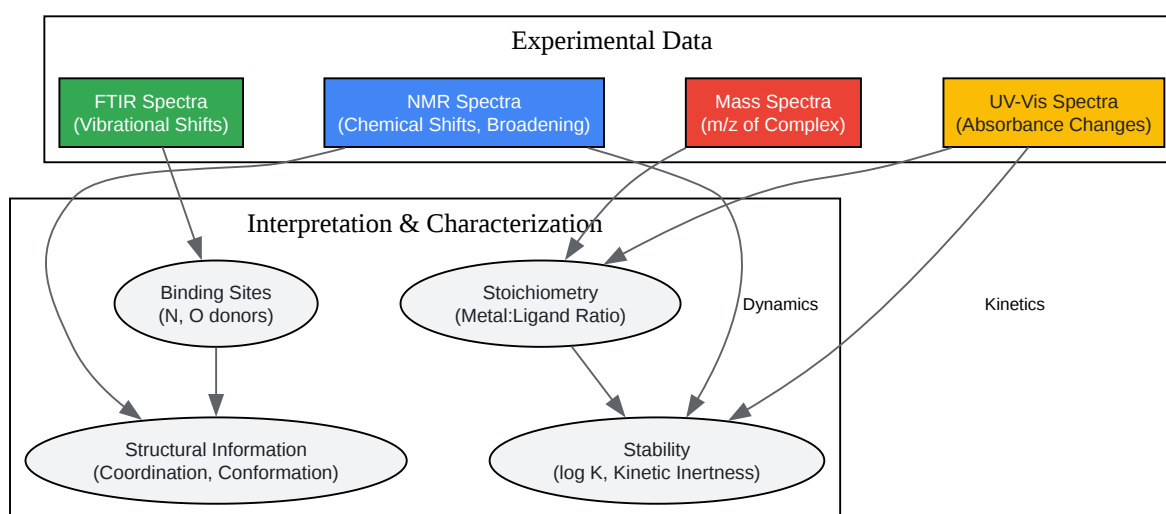 Experimental Data
FTIR Spectra
(Vibrational Shifts)
NMR Spectra
(Chemical Shifts, Broadening)
Mass Spectra
(m/z of Complex)
UV-Vis Spectra
(Absorbance Changes)
Interpretation & Characterization
Binding Sites
(N, O donors)
Stoichiometry
(Metal:Ligand Ratio)
Dynamics
Kinetics
Structural Information
(Coordination, Conformation)
Stability
(log K, Kinetic Inertness)